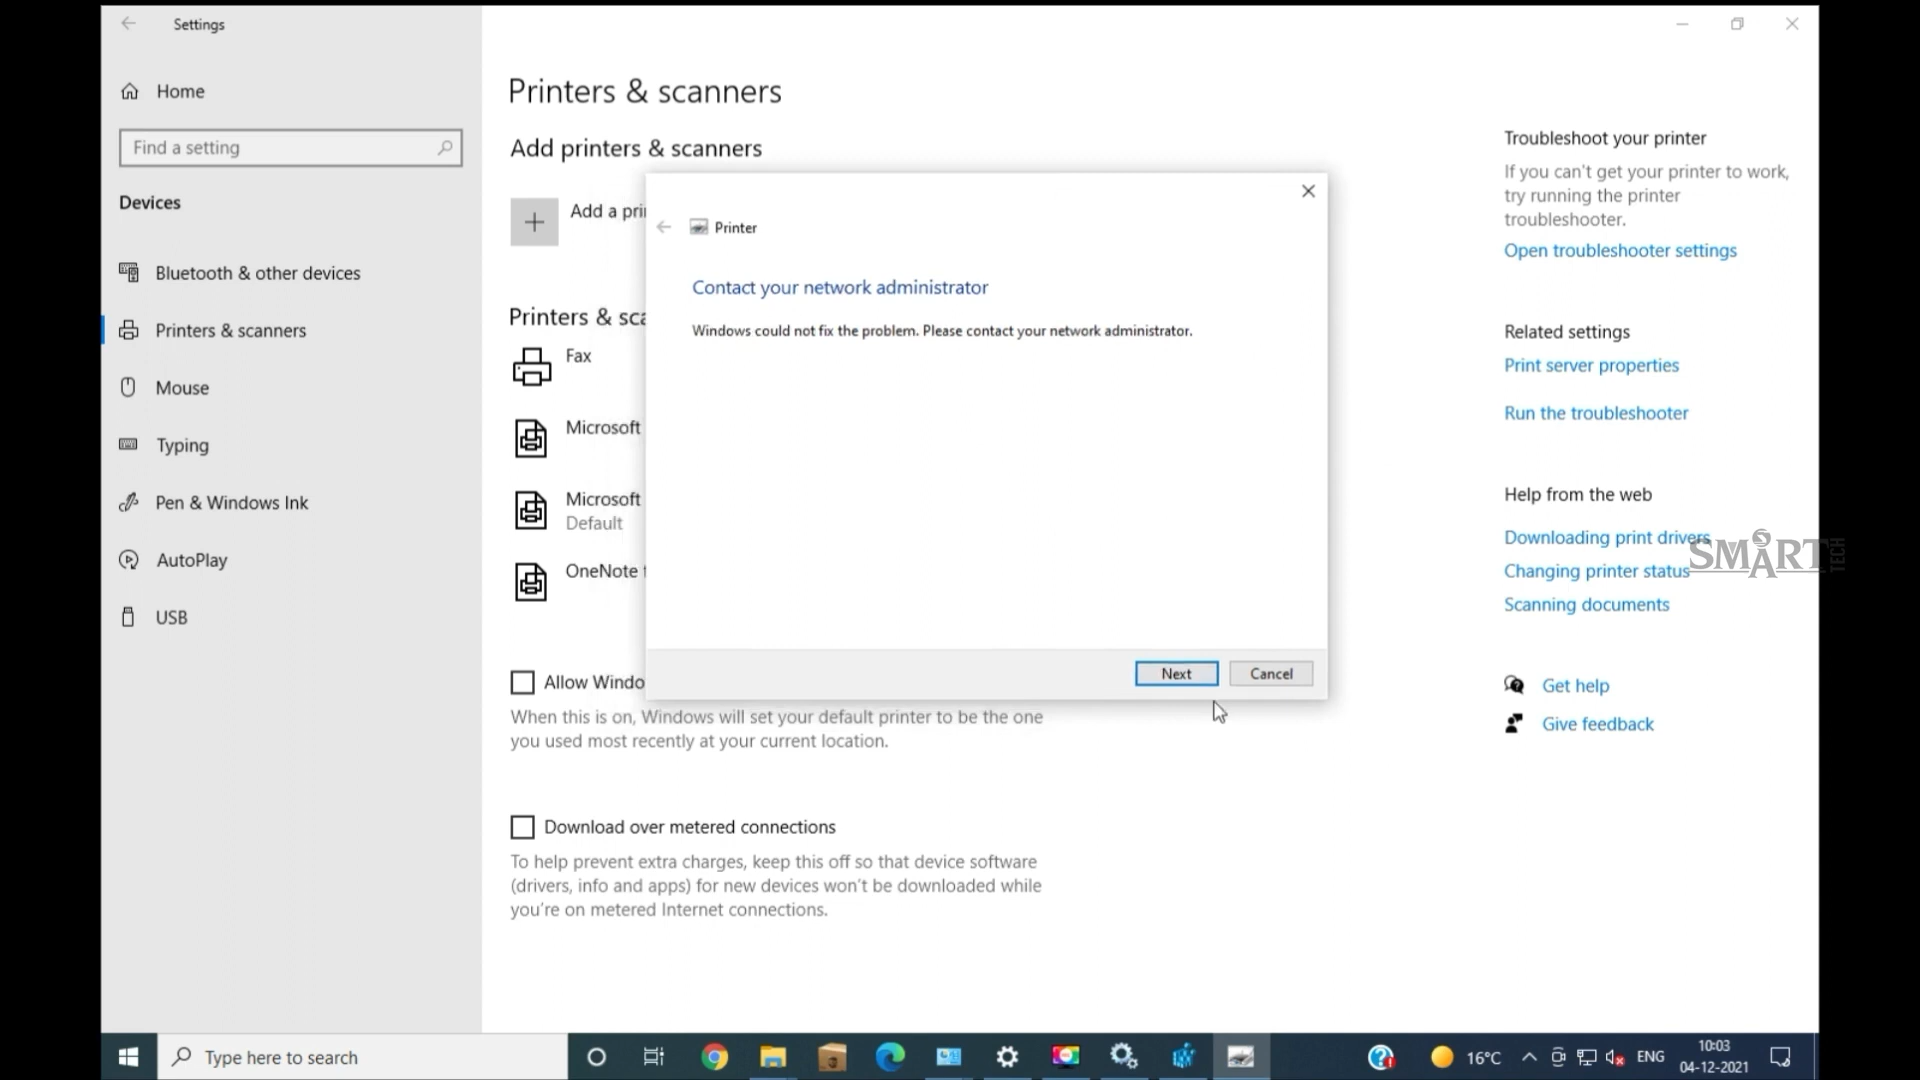 Settings
Home
Find a setting
Devices
Bluetooth & other devices
Printers & scanners
Mouse
Typing
Pen & Windows Ink
AutoPlay
USB
Printers & scanners
Add printers & scanners
Add a pri
Printers & sca
Fax
Microsoft
Microsoft
Default
OneNote
Allow Windo
When this is on, Windows will set your default printer to be the one
you used most recently at your current location.
Download over metered connections
To help prevent extra charges, keep this off so that device software
(drivers, info and apps) for new devices won't be downloaded while
you're on metered Internet connections.
Printer
Contact your network administrator
Windows could not fix the problem. Please contact your network administrator.
Next
Cancel
Troubleshoot your printer
If you can't get your printer to work,
try running the printer
troubleshooter.
Open troubleshooter settings
Related settings
Print server properties
Run the troubleshooter
Help from the web
Downloading print drivers
Changing printer status
Scanning documents
SMART TECH
Get help
Give feedback
Type here to search
16°C
ENG
10:03
04-12-2021